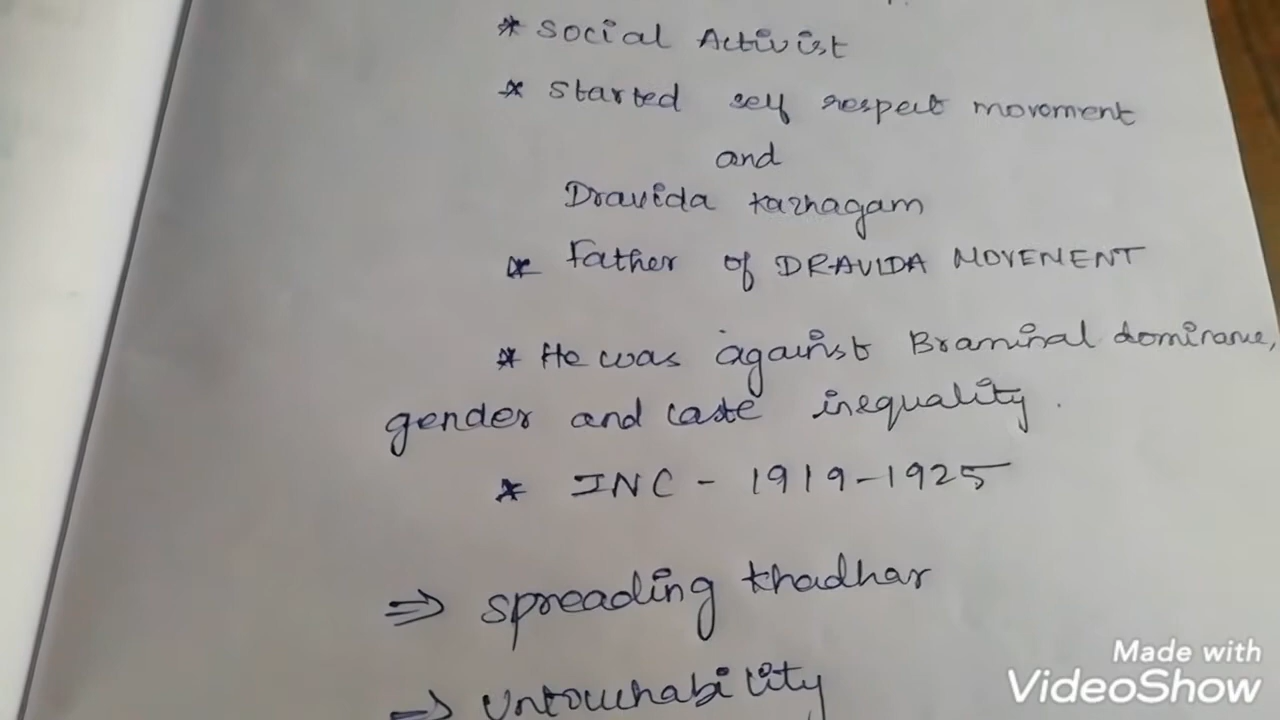 * Social Activist
* Started self respect movement
and
Dravida Kazhagam
* Father of DRAVIDA MOVEMENT
* He was against Braminal dominance,
gender and caste inequality.
* INC - 1919-1925
⇒ Spreading Khadhar
⇒ Untouchability
Made with
VideoShow